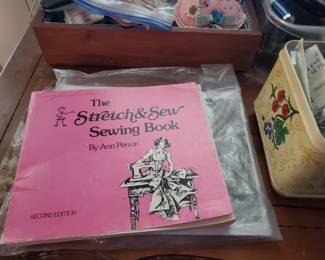 The
Stretch & Sew
Sewing Book
By Ann Person
SECOND EDITION